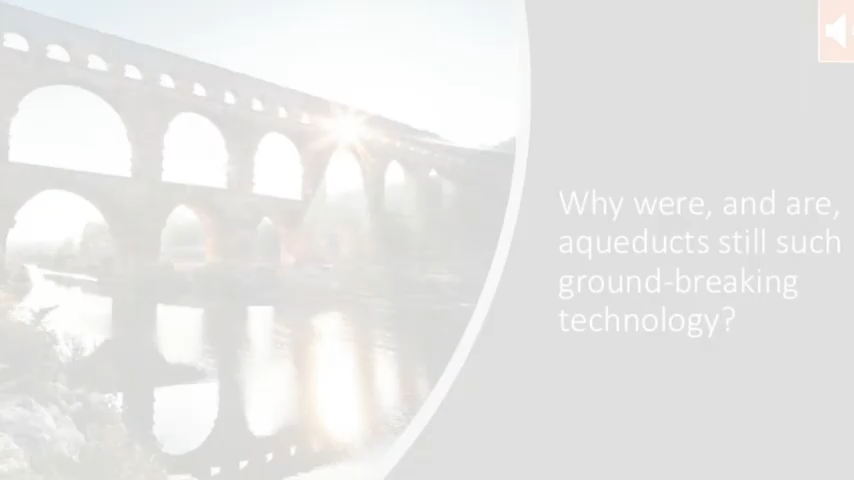 Why were, and are,
aqueducts still such
ground-breaking
technology?